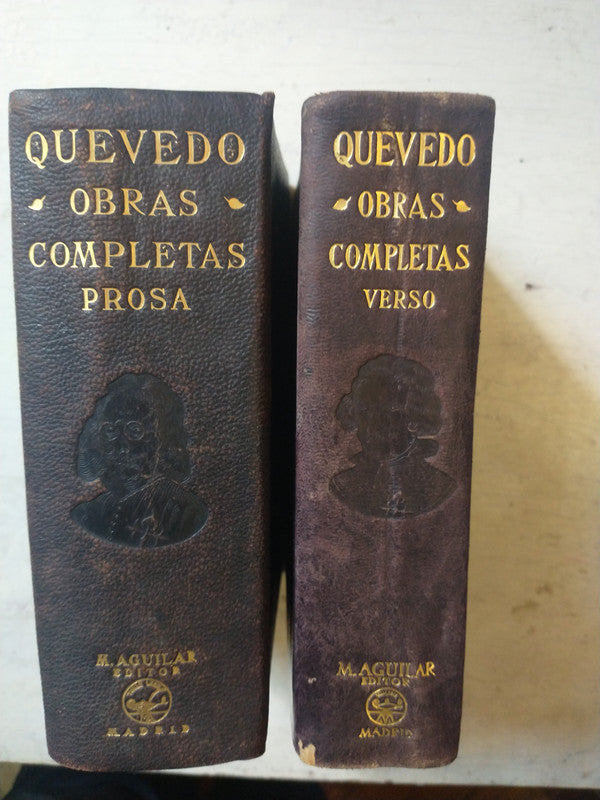 QUEVEDO
OBRAS
COMPLETAS
PROSA
M. AGUILAR
EDITOR
MADRID
QUEVEDO
OBRAS
COMPLETAS
VERSO
M. AGUILAR
EDITOR
MADRID